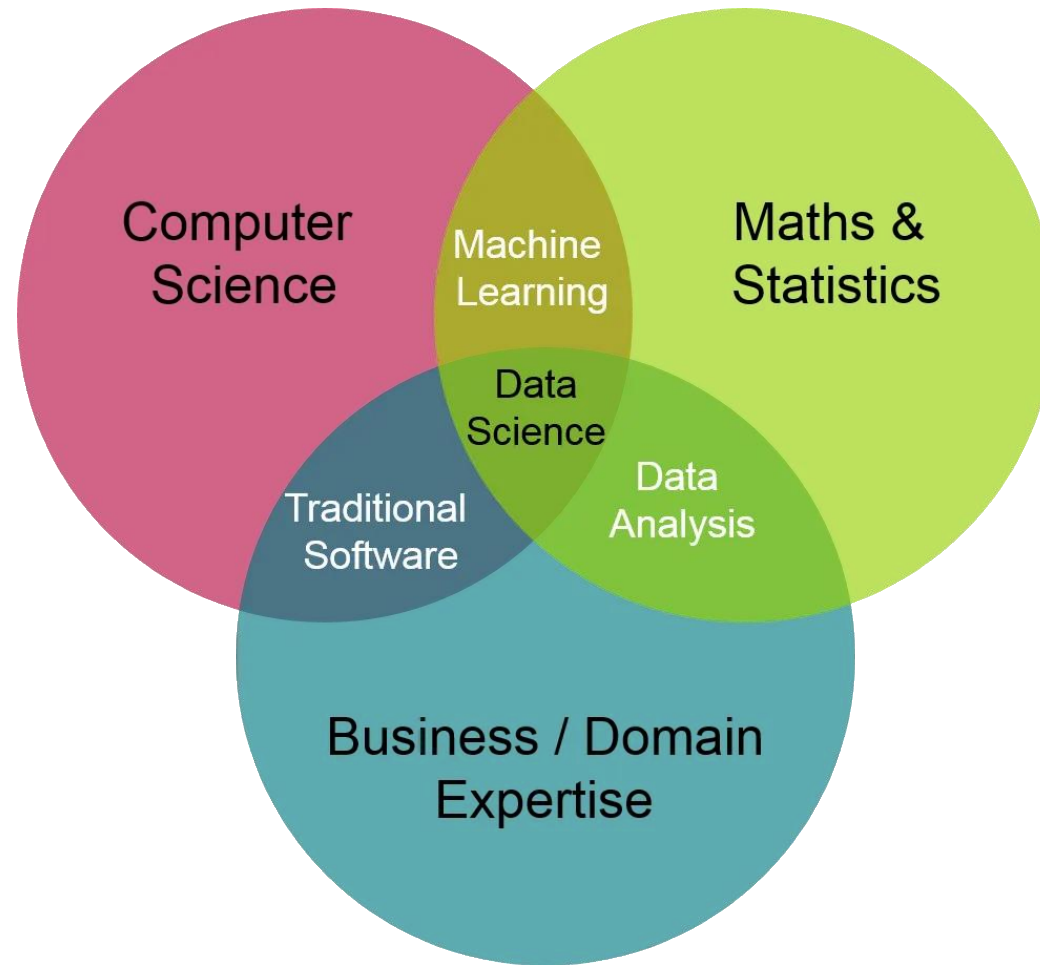 Computer
Science
Maths &
Statistics
Machine
Learning
Data
Science
Traditional
Software
Data
Analysis
Business / Domain
Expertise